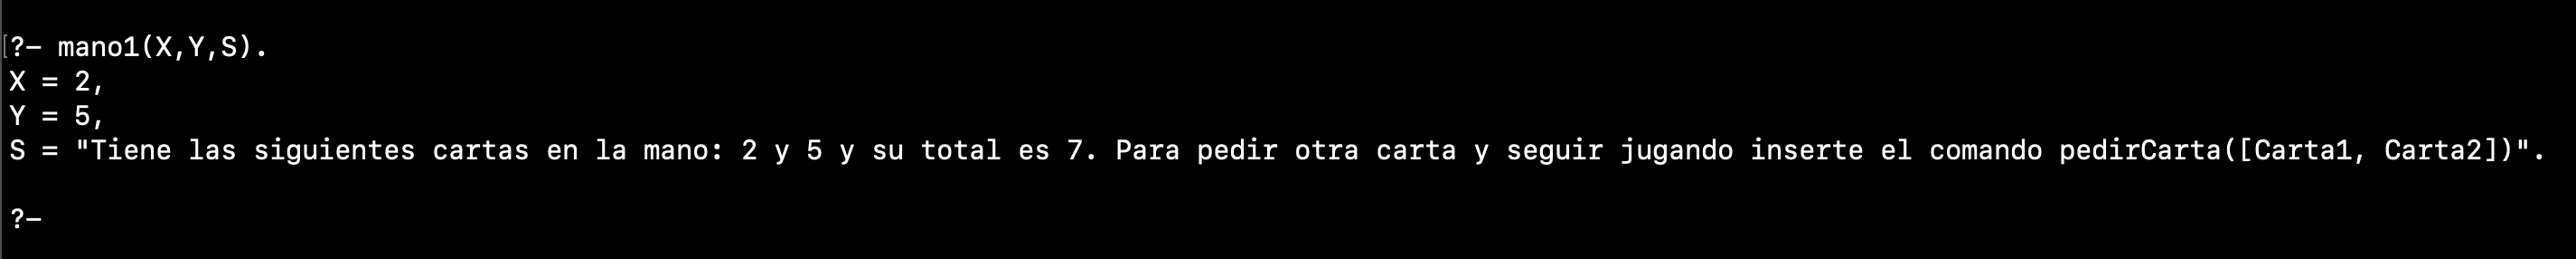 ?- mano1(X,Y,S).
X = 2,
Y = 5,
S = "Tiene las siguientes cartas en la mano: 2 y 5 y su total es 7. Para pedir otra carta y seguir jugando inserte el comando pedirCarta([Carta1, Carta2])".
?-